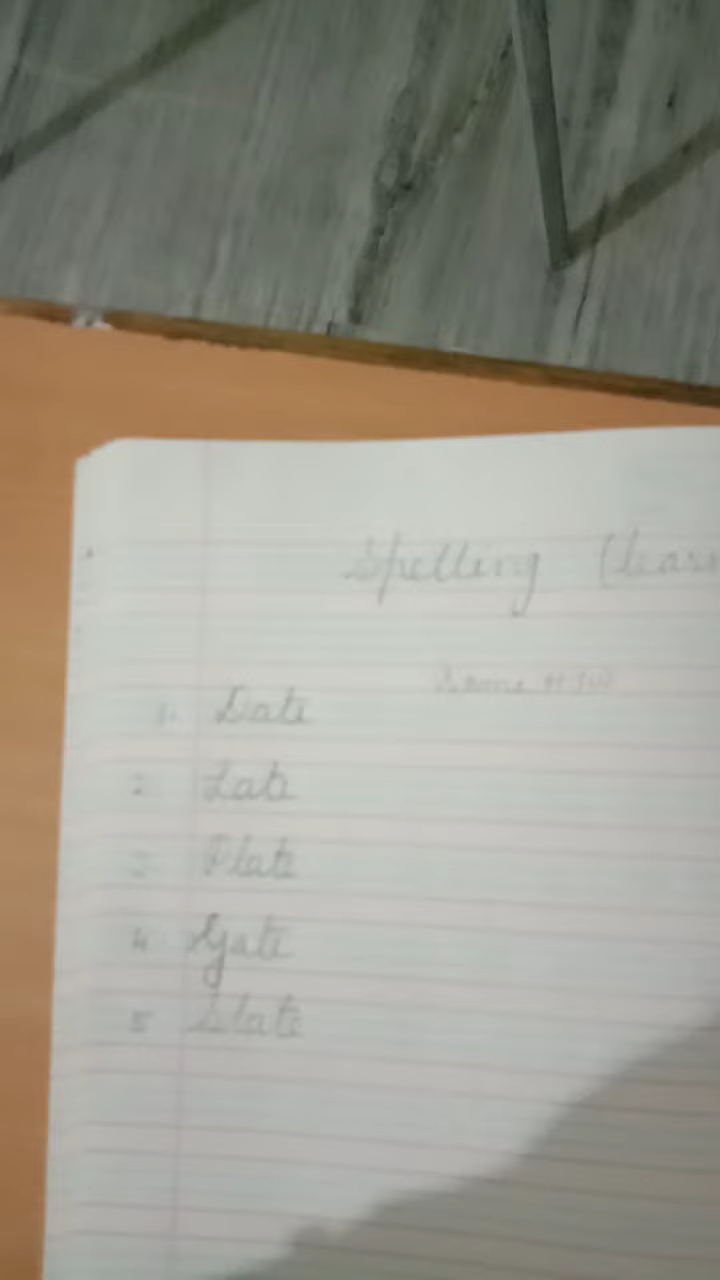 Spelling
1. Date
2. Late
3. Plate
4. Gate
5. Slate